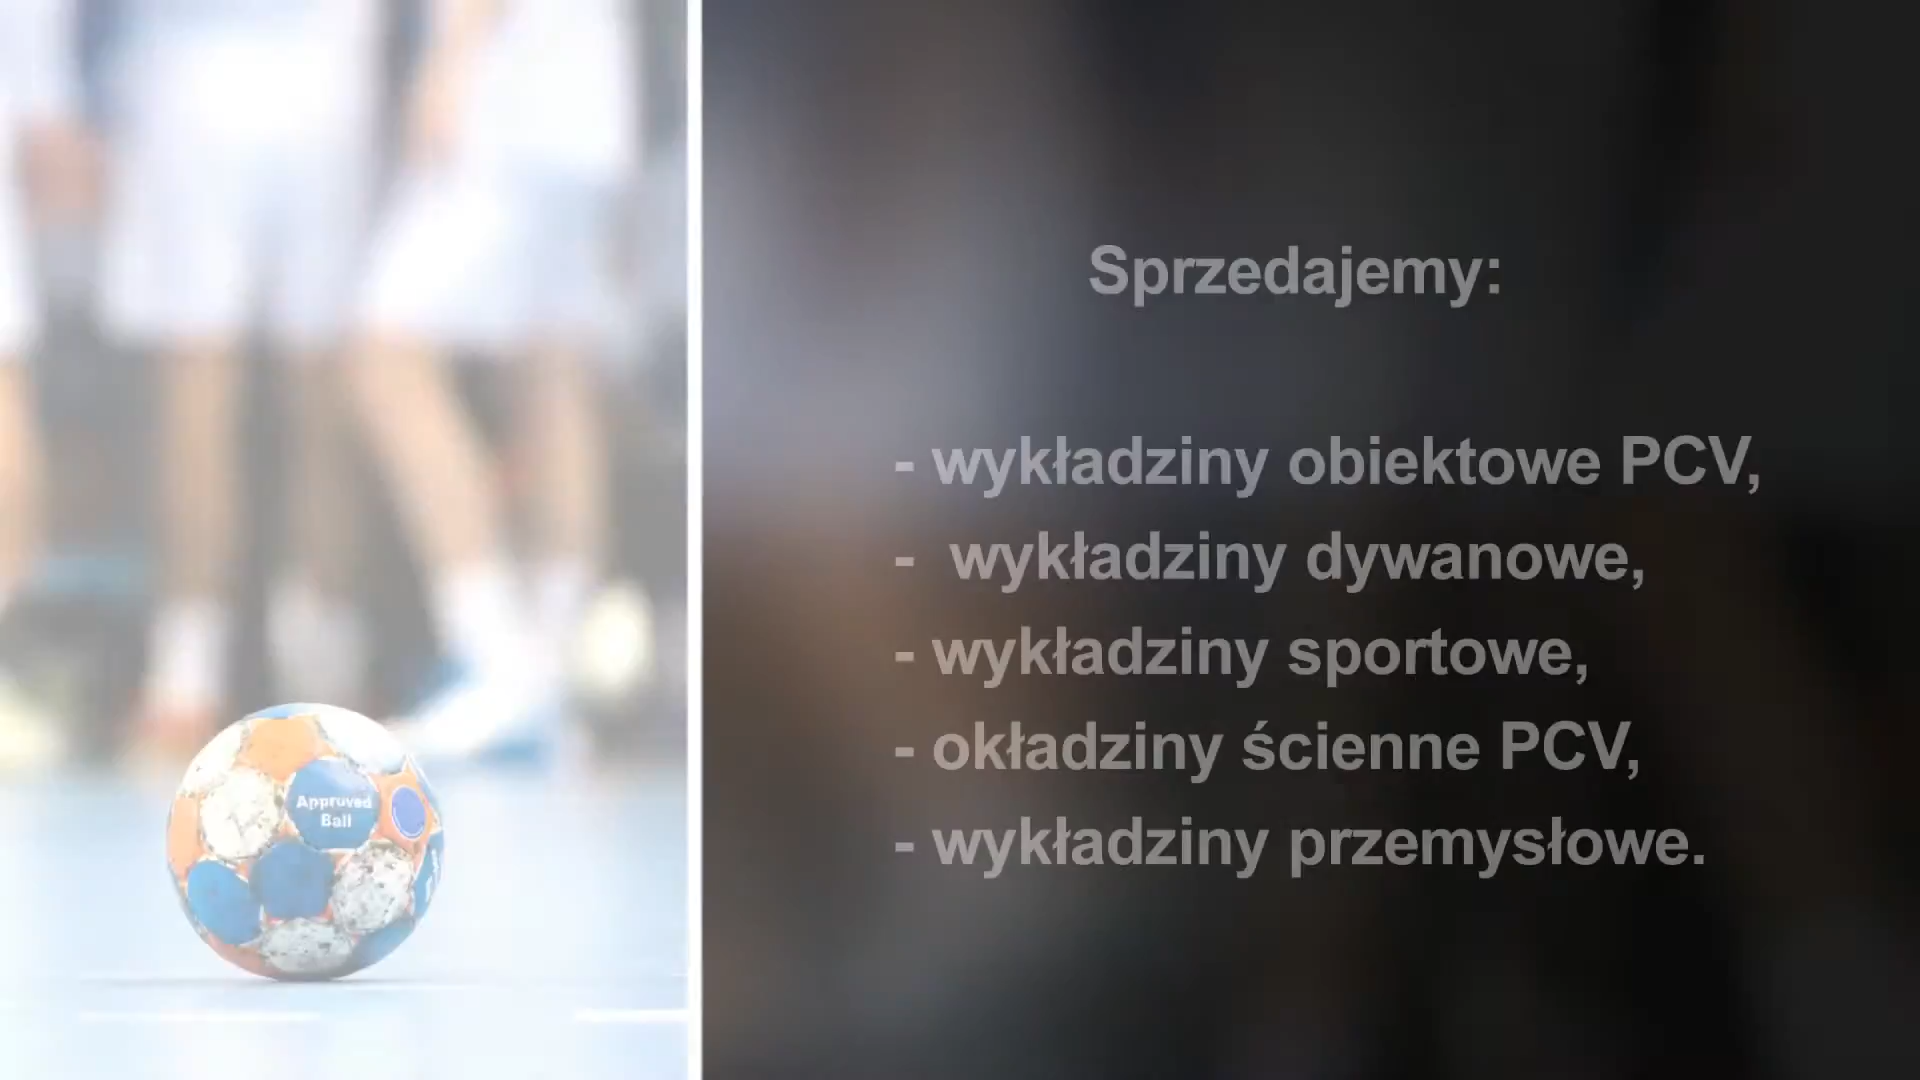 Sprzedajemy:
- wykładziny obiektowe PCV,
-  wykładziny dywanowe,
- wykładziny sportowe,
- okładziny ścienne PCV,
- wykładziny przemysłowe.
Approved
Ball